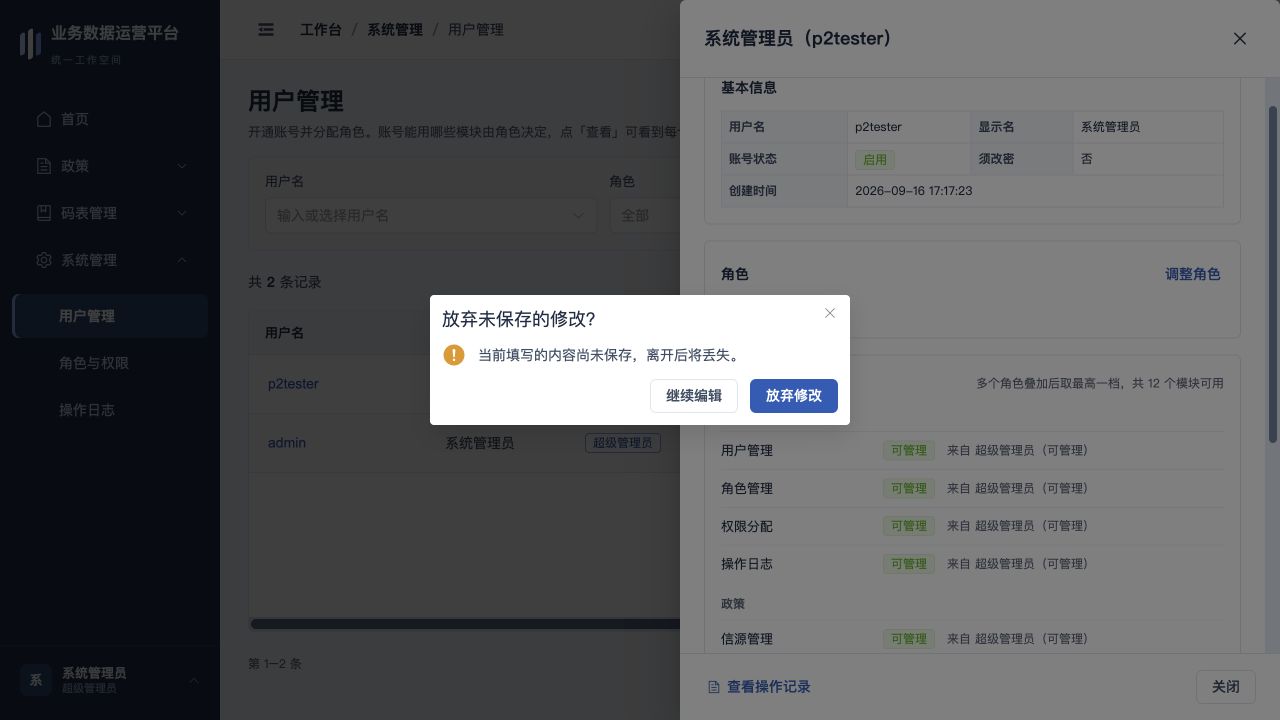 业务数据运营平台
统一工作空间
首页
政策
码表管理
系统管理
用户管理
角色与权限
操作日志
系
系统管理员
超级管理员
工作台 / 系统管理 / 用户管理
用户管理
开通账号并分配角色。账号能用哪些模块由角色决定，点「查看」可看到每
用户名
角色
输入或选择用户名
全部
共 2 条记录
用户名
p2tester
admin
系统管理员
超级管理员
第 1–2 条
系统管理员（p2tester）
基本信息
用户名
p2tester
显示名
系统管理员
账号状态
启用
须改密
否
创建时间
2026-09-16 17:17:23
角色
调整角色
多个角色叠加后取最高一档，共 12 个模块可用
用户管理
可管理
来自 超级管理员（可管理）
角色管理
可管理
来自 超级管理员（可管理）
权限分配
可管理
来自 超级管理员（可管理）
操作日志
可管理
来自 超级管理员（可管理）
政策
信源管理
可管理
来自 超级管理员（可管理）
查看操作记录
关闭
放弃未保存的修改?
当前填写的内容尚未保存，离开后将丢失。
继续编辑
放弃修改